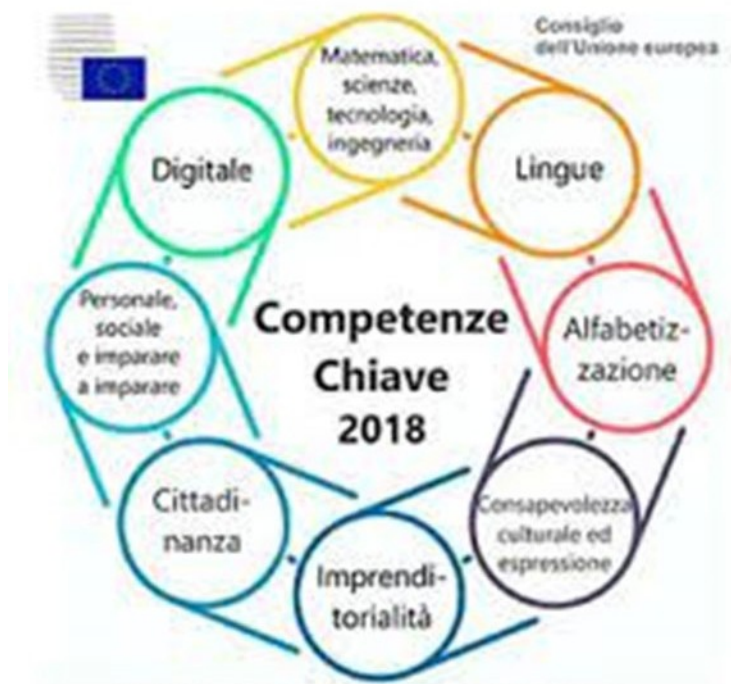 Consiglio
dell'Unione europea
Matematica,
scienze,
tecnologia,
ingegneria
Digitale
Lingue
Personale,
sociale
e imparare
a imparare
Competenze
Chiave
2018
Alfabetiz-
zazione
Cittadi-
nanza
Consapevolezza
culturale ed
espressione
Imprendi-
torialità